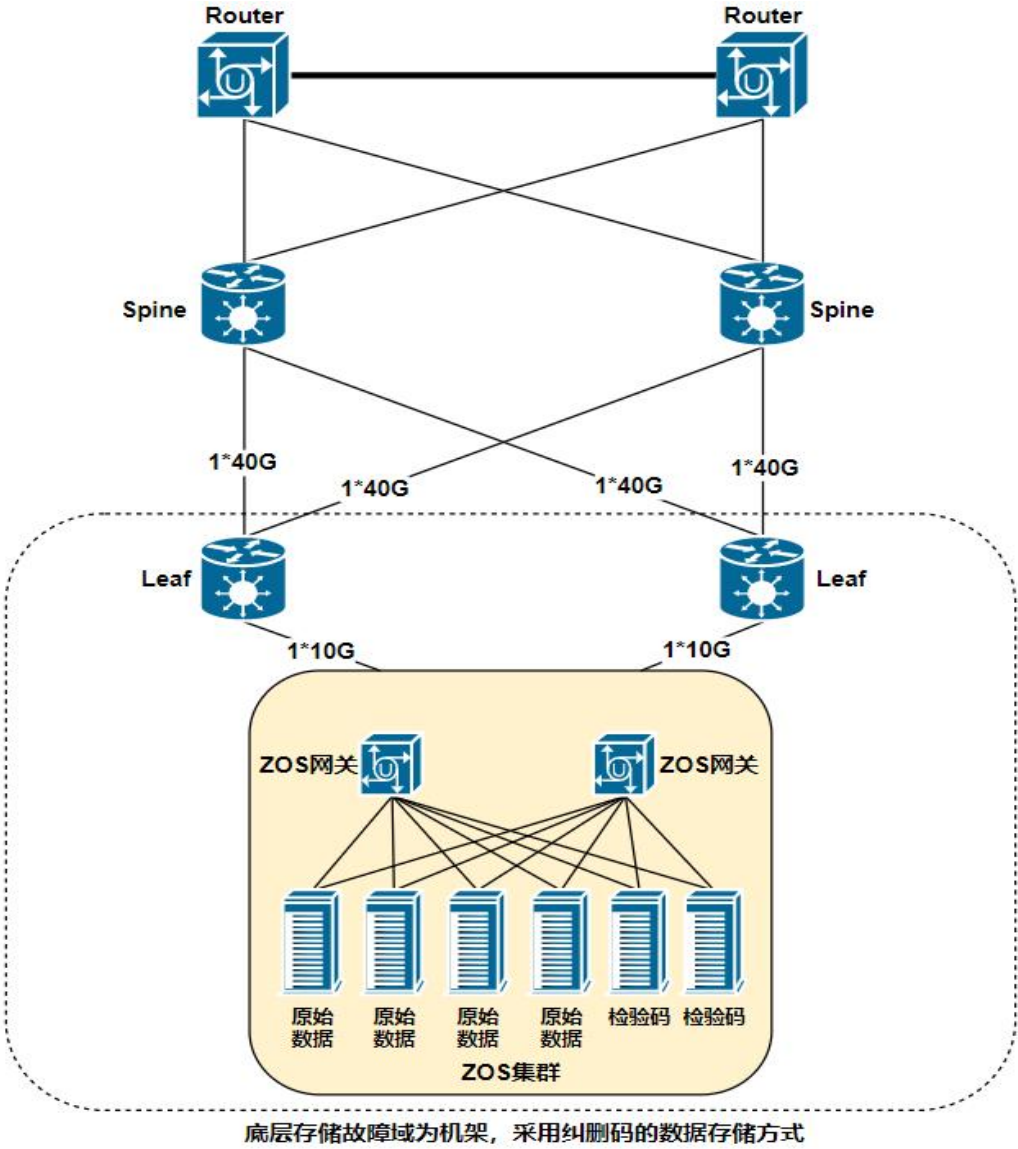 Router
Router
Spine
Spine
1*40G
1*40G
1*40G
1*40G
Leaf
Leaf
1*10G
1*10G
ZOS网关
ZOS网关
原始
数据
原始
数据
原始
数据
原始
数据
检验码
检验码
ZOS集群
底层存储故障域为机架，采用纠删码的数据存储方式